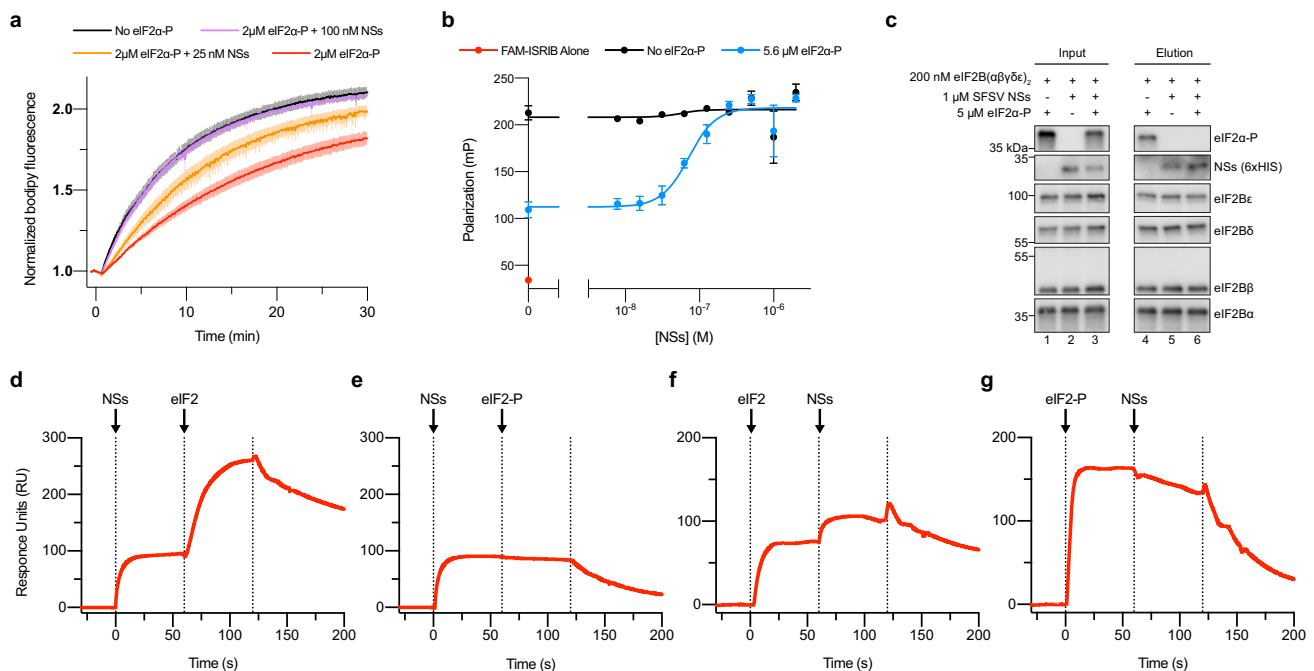 a
No eIF2α-P
2µM eIF2α-P + 100 nM NSs
2µM eIF2α-P + 25 nM NSs
2µM eIF2α-P
Normalized bodipy fluorescence
2.0
1.5
1.0
0
10
20
30
Time (min)
b
FAM-ISRIB Alone
No eIF2α-P
5.6 µM eIF2α-P
Polarization (mP)
250
200
150
100
50
0
10-8
10-7
10-6
[NSs] (M)
c
Input
Elution
200 nM eIF2B(αβγδε)2
+ + + + + +
1 µM SFSV NSs
- + + - + +
5 µM eIF2α-P
+ - + + - +
35 kDa
eIF2α-P
35
25
NSs (6xHIS)
100
eIF2Bε
eIF2Bδ
55
55
eIF2Bβ
35
eIF2Bα
1 2 3 4 5 6
d
NSs
eIF2
Responce Units (RU)
300
200
100
0
0 50 100 150 200
Time (s)
e
NSs
eIF2-P
0 50 100 150 200
Time (s)
f
eIF2
NSs
200
100
0
0 50 100 150 200
Time (s)
g
eIF2-P
NSs
200
100
0
0 50 100 150 200
Time (s)